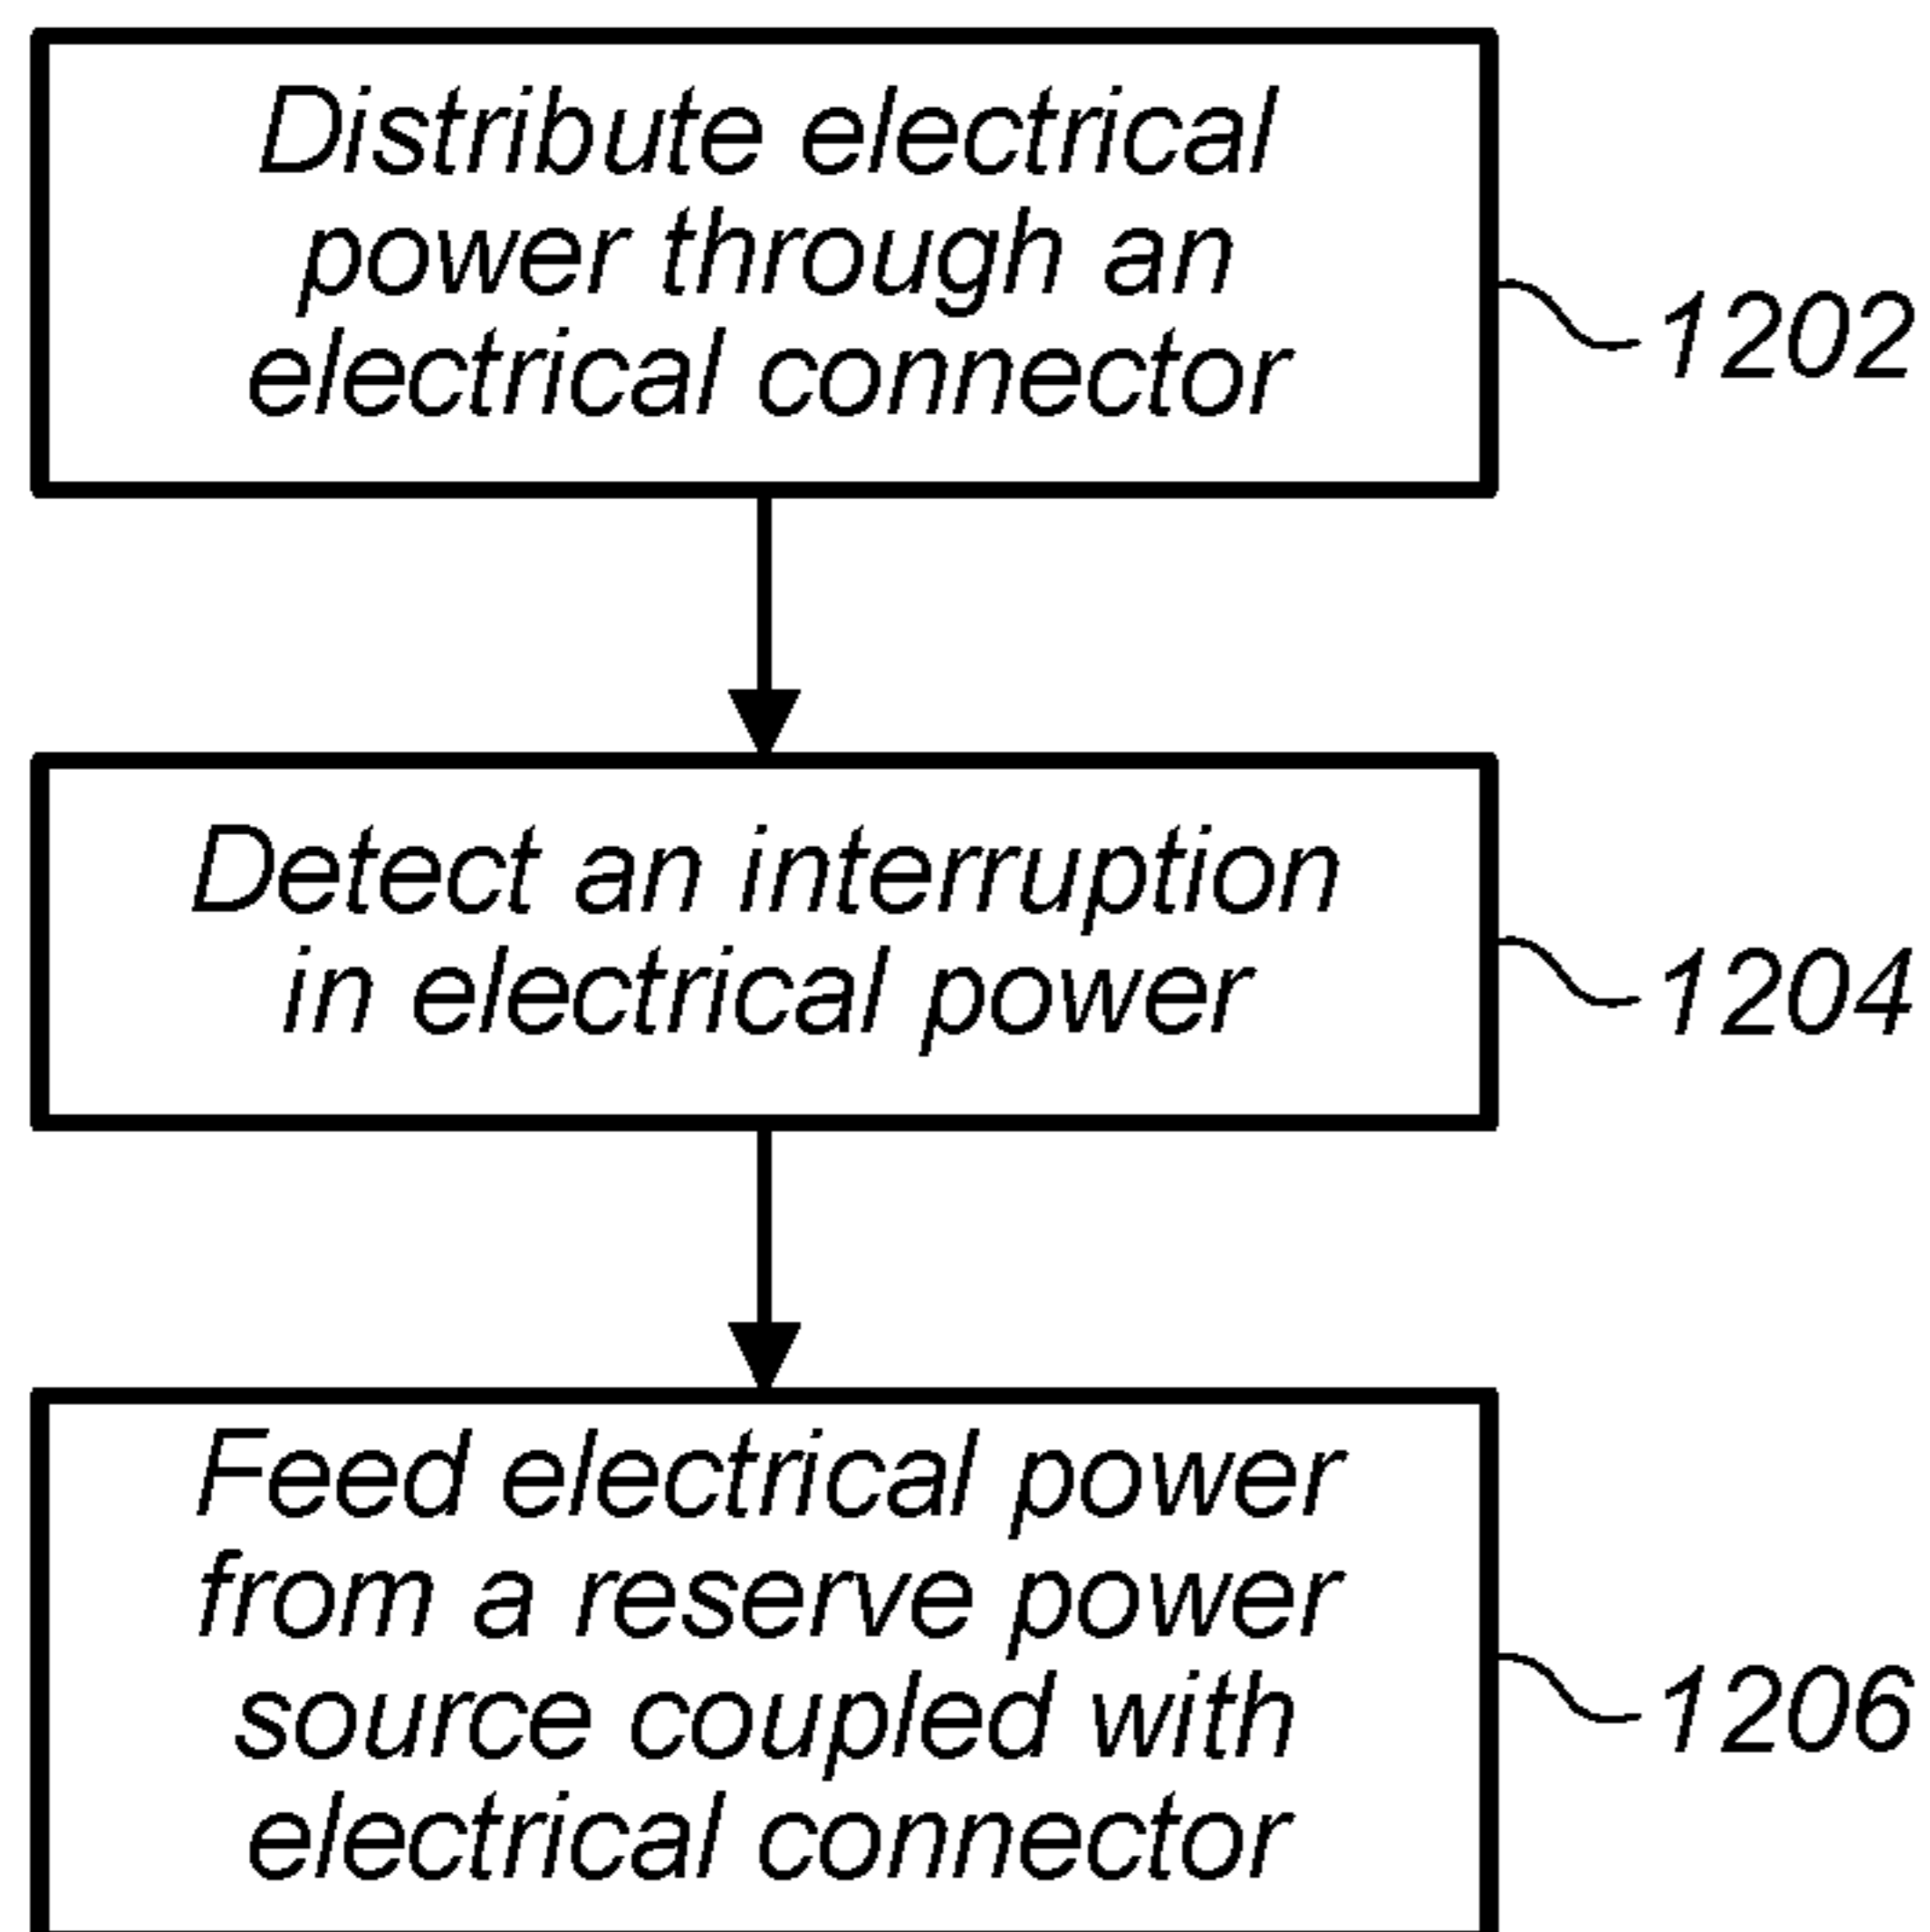 Distribute electrical
power through an
electrical connector
1202
Detect an interruption
in electrical power
1204
Feed electrical power
from a reserve power
source coupled with
electrical connector
1206